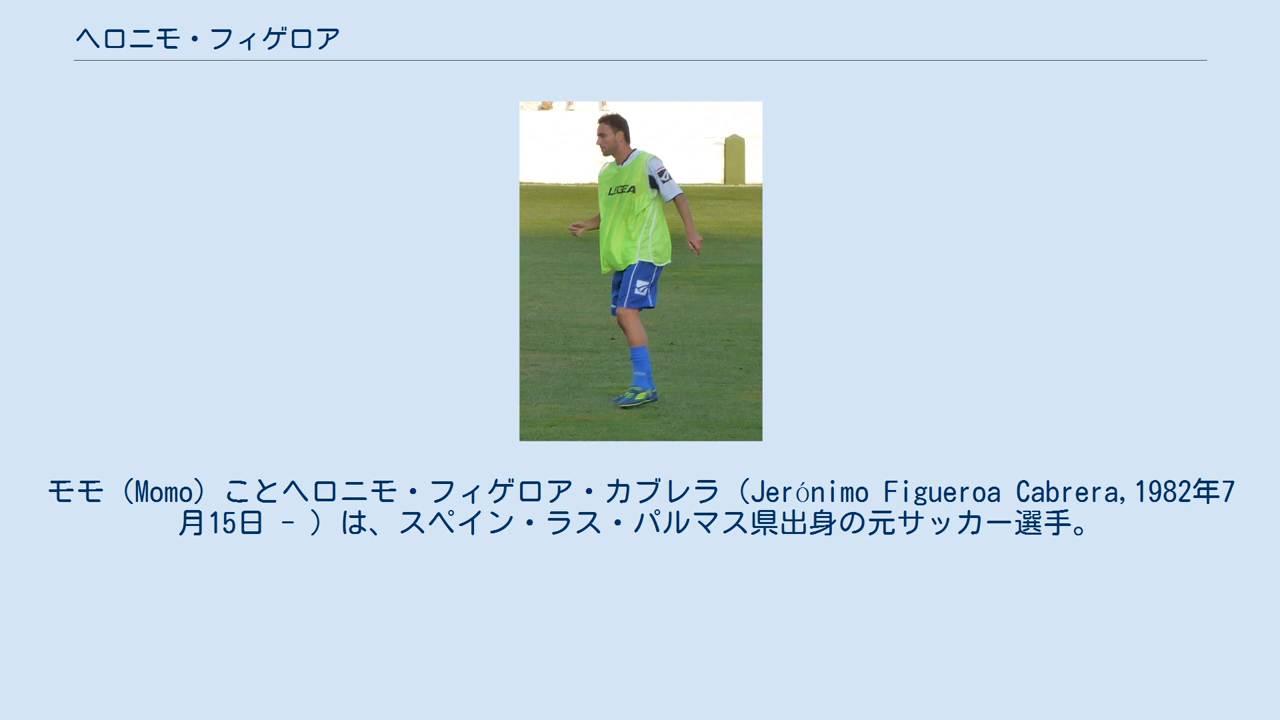 ヘロニモ・フィゲロア
LEGEA
モモ（Momo）ことヘロニモ・フィゲロア・カブレラ（Jerónimo Figueroa Cabrera,1982年7
月15日 - ）は、スペイン・ラス・パルマス県出身の元サッカー選手。